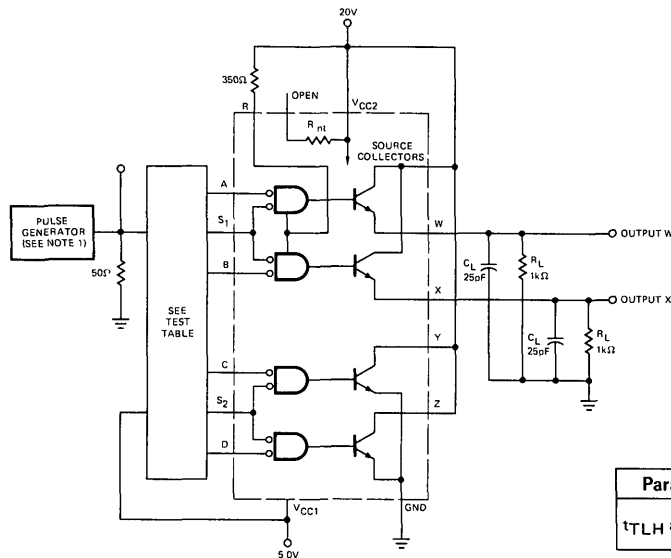 20V
350Ω
OPEN
R
VCC2
Rnt
SOURCE
COLLECTORS
PULSE
GENERATOR
(SEE NOTE 1)
50Ω
SEE
TEST
TABLE
A
S1
B
C
S2
D
W
X
Y
Z
CL
25pF
RL
1kΩ
CL
25pF
RL
1kΩ
OUTPUT W
OUTPUT X
VCC1
GND
5 0V
Para
tTLH